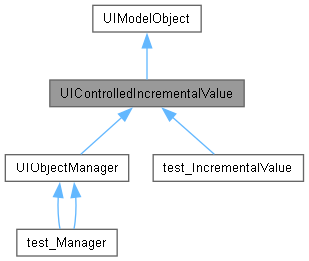 UIModelObject
UIControlledIncrementalValue
UIObjectManager
test_IncrementalValue
test_Manager